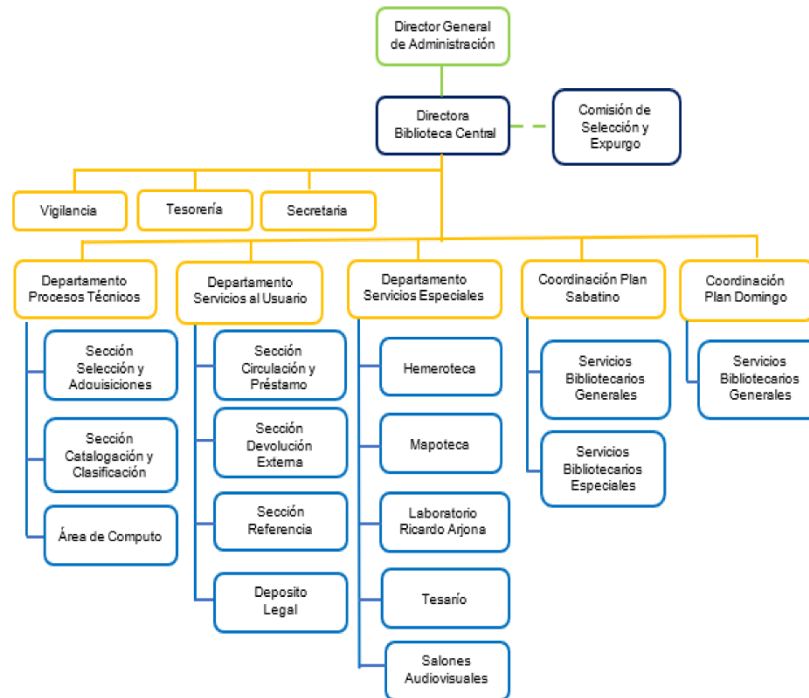 Director General
de Administración
Directora
Biblioteca Central
Comisión de
Selección y
Expurgo
Vigilancia
Tesorería
Secretaria
Departamento
Procesos Técnicos
Departamento
Servicios al Usuario
Departamento
Servicios Especiales
Coordinación Plan
Sabatino
Coordinación
Plan Domingo
Sección
Selección y
Adquisiciones
Sección
Catalogación y
Clasificación
Área de Computo
Sección
Circulación y
Préstamo
Sección
Devolución
Externa
Sección
Referencia
Deposito
Legal
Hemeroteca
Mapoteca
Laboratorio
Ricardo Arjona
Tesarío
Salones
Audiovisuales
Servicios
Bibliotecarios
Generales
Servicios
Bibliotecarios
Especiales
Servicios
Bibliotecarios
Generales